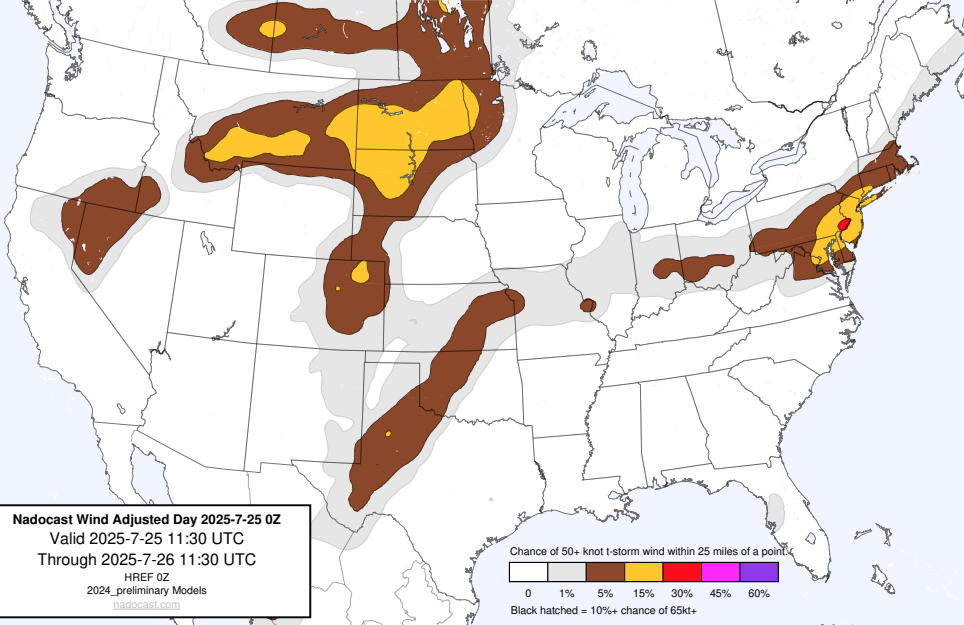 Nadocast Wind Adjusted Day 2025-7-25 0Z
Valid 2025-7-25 11:30 UTC
Through 2025-7-26 11:30 UTC
HREF 0Z
2024_preliminary Models
nadocast.com
Chance of 50+ knot t-storm wind within 25 miles of a point.
0 1% 5% 15% 30% 45% 60%
Black hatched = 10%+ chance of 65kt+